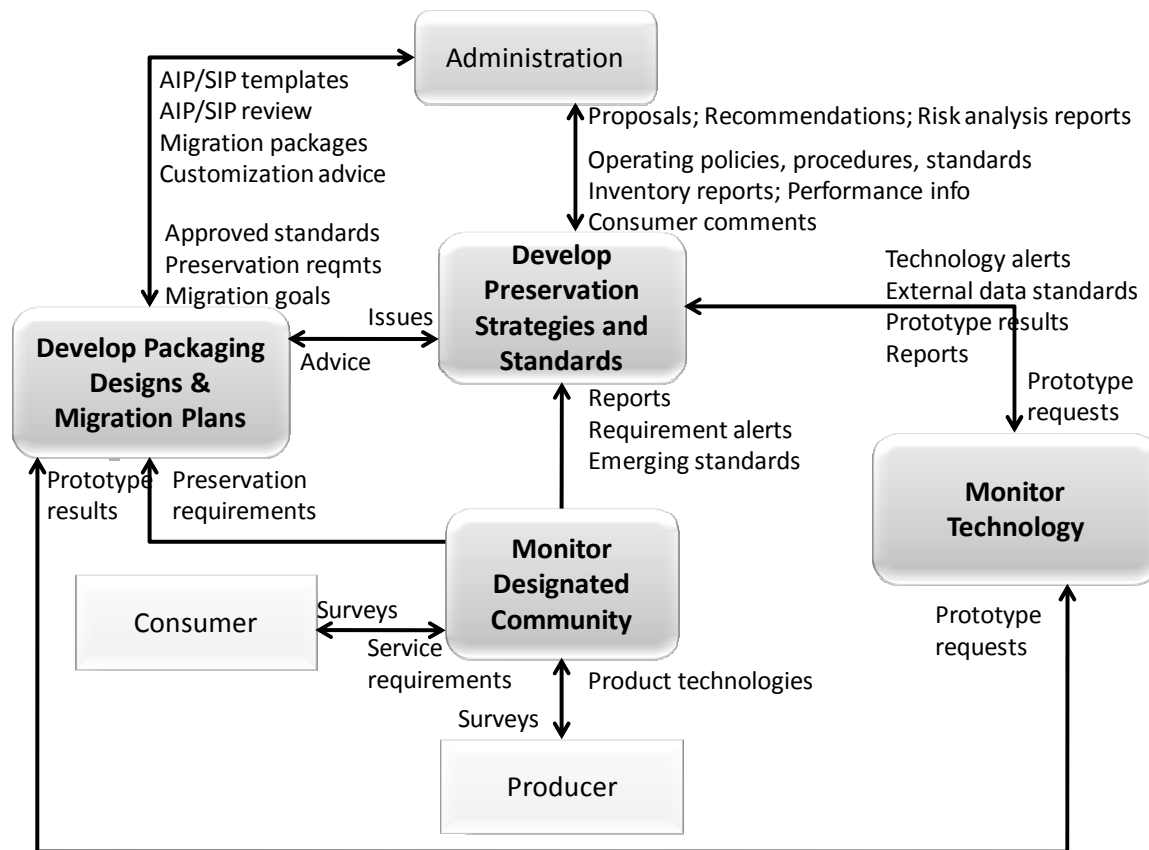 Administration
AIP/SIP templates
AIP/SIP review
Migration packages
Customization advice
Proposals; Recommendations; Risk analysis reports
Operating policies, procedures, standards
Inventory reports; Performance info
Consumer comments
Approved standards
Preservation reqmts
Migration goals
Develop
Preservation
Strategies and
Standards
Technology alerts
External data standards
Prototype results
Reports
Issues
Advice
Develop Packaging
Designs &
Migration Plans
Prototype
requests
Reports
Requirement alerts
Emerging standards
Prototype
results
Preservation
requirements
Monitor
Technology
Monitor
Designated
Community
Consumer
Surveys
Service
requirements
Prototype
requests
Product technologies
Surveys
Producer